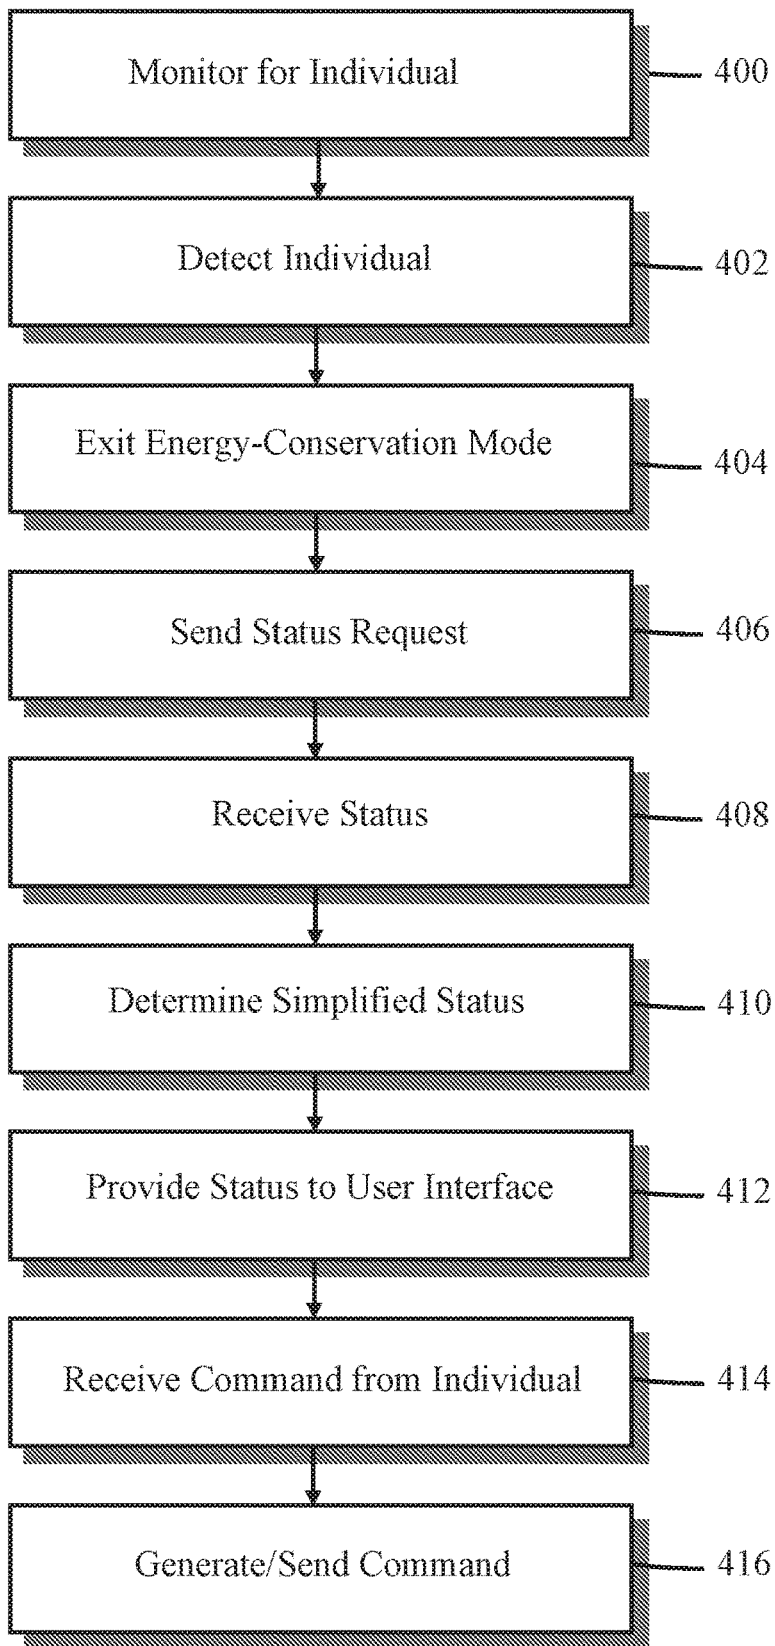 Monitor for Individual
400
Detect Individual
402
Exit Energy-Conservation Mode
404
Send Status Request
406
Receive Status
408
Determine Simplified Status
410
Provide Status to User Interface
412
Receive Command from Individual
414
Generate/Send Command
416